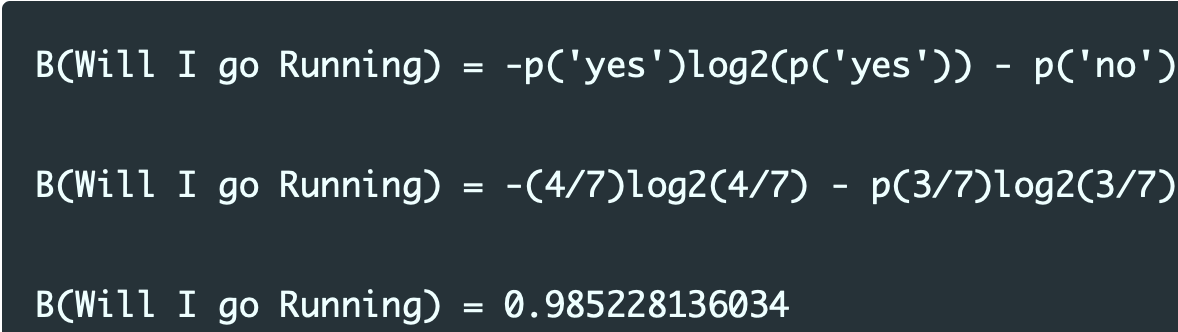 B(Will I go Running) = -p('yes')log2(p('yes')) - p('no')
B(Will I go Running) = -(4/7)log2(4/7) - p(3/7)log2(3/7)
B(Will I go Running) = 0.985228136034